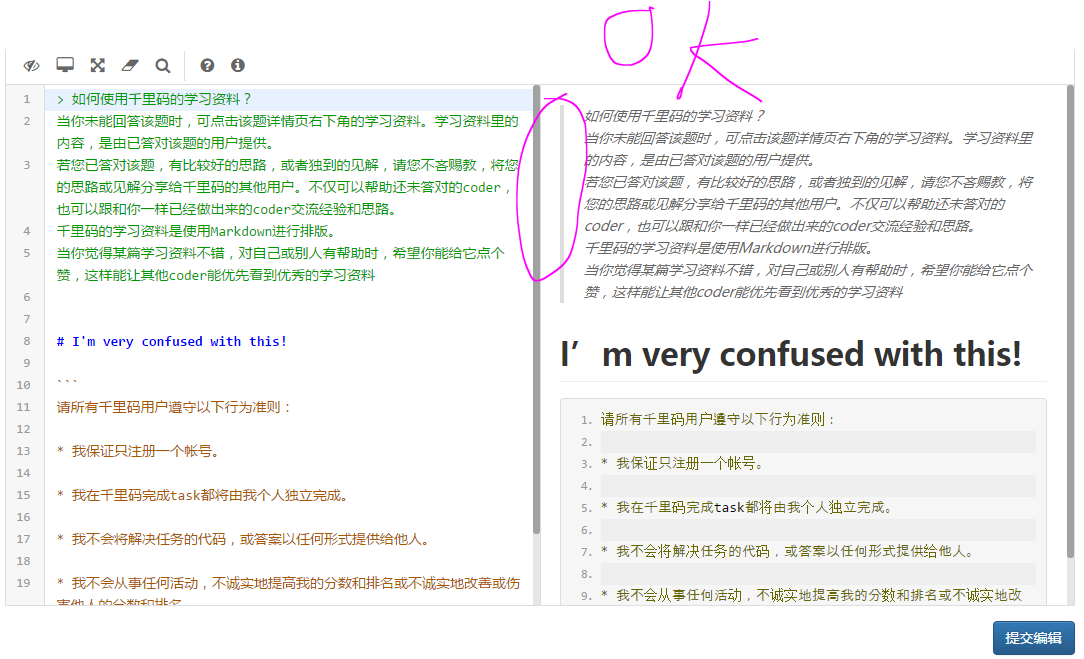 OK
1 > 如何使用千里码的学习资料？
2 当你未能回答该题时，可点击该题详情页右下角的学习资料。学习资料里的
内容，是由已答对该题的用户提供。
3 若您已答对该题，有比较好的思路，或者独到的见解，请您不吝赐教，将您
的思路或见解分享给千里码的其他用户。不仅可以帮助还未答对的coder，
也可以跟和你一样已经做出来的coder交流经验和思路。
4 千里码的学习资料是使用Markdown进行排版。
5 当你觉得某篇学习资料不错，对自己或别人有帮助时，希望你能给它点个
赞，这样能让其他coder能优先看到优秀的学习资料
6
7
8 # I'm very confused with this!
9
10 ```
11 请所有千里码用户遵守以下行为准则：
12
13 * 我保证只注册一个帐号。
14
15 * 我在千里码完成task都将由我个人独立完成。
16
17 * 我不会将解决任务的代码，或答案以任何形式提供给他人。
18
19 * 我不会从事任何活动，不诚实地提高我的分数和排名或不诚实地改善或伤
害他人的分数和排名
如何使用千里码的学习资料？
当你未能回答该题时，可点击该题详情页右下角的学习资料。学习资料里
的内容，是由已答对该题的用户提供。
若您已答对该题，有比较好的思路，或者独到的见解，请您不吝赐教，将
您的思路或见解分享给千里码的其他用户。不仅可以帮助还未答对的
coder，也可以跟和你一样已经做出来的coder交流经验和思路。
千里码的学习资料是使用Markdown进行排版。
当你觉得某篇学习资料不错，对自己或别人有帮助时，希望你能给它点个
赞，这样能让其他coder能优先看到优秀的学习资料
I’m very confused with this!
1. 请所有千里码用户遵守以下行为准则：
2.
3. * 我保证只注册一个帐号。
4.
5. * 我在千里码完成task都将由我个人独立完成。
6.
7. * 我不会将解决任务的代码，或答案以任何形式提供给他人。
8.
9. * 我不会从事任何活动，不诚实地提高我的分数和排名或不诚实地改
提交编辑